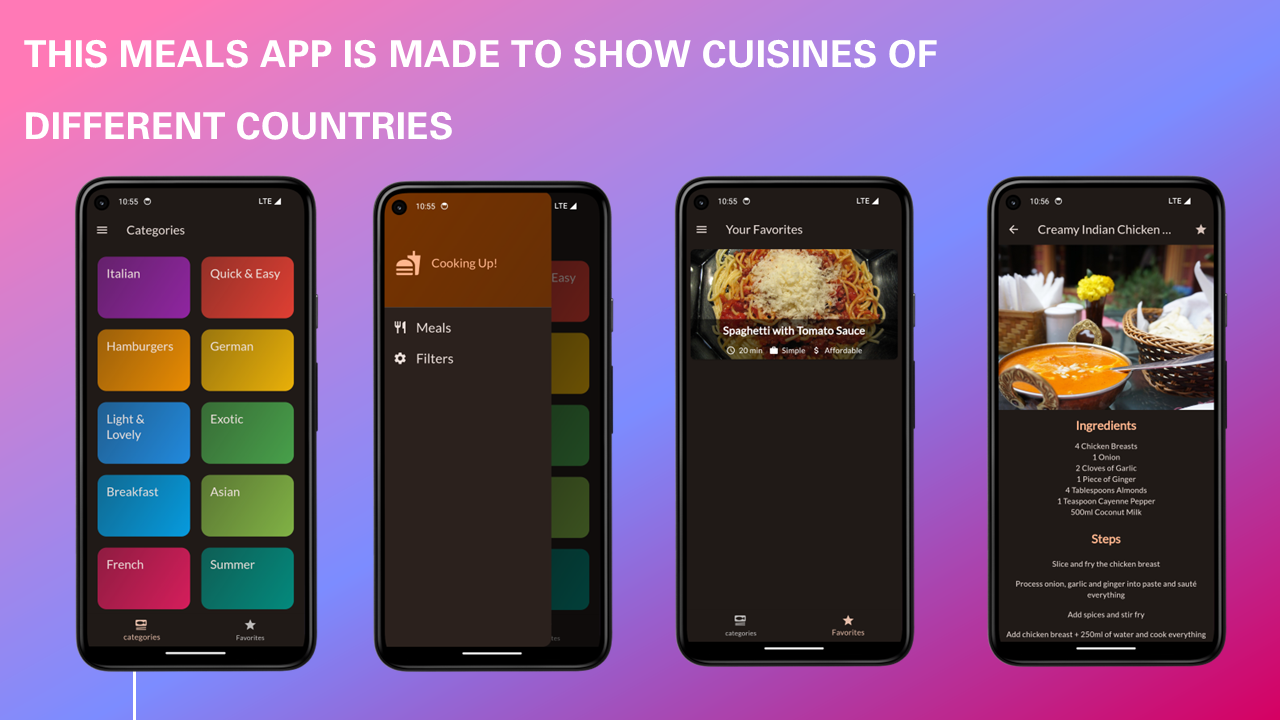 THIS MEALS APP IS MADE TO SHOW CUISINES OF
DIFFERENT COUNTRIES
10:55
LTE
Categories
Italian
Quick & Easy
Hamburgers
German
Light &
Lovely
Exotic
Breakfast
Asian
French
Summer
categories
Favorites
10:55
LTE
Cooking Up!
Easy
Meals
Filters
10:55
LTE
Your Favorites
Spaghetti with Tomato Sauce
20 min
Simple
$ Affordable
categories
Favorites
10:56
LTE
Creamy Indian Chicken ...
Ingredients
4 Chicken Breasts
1 Onion
2 Cloves of Garlic
1 Piece of Ginger
4 Tablespoons Almonds
1 Teaspoon Cayenne Pepper
500ml Coconut Milk
Steps
Slice and fry the chicken breast
Process onion, garlic and ginger into paste and sauté
everything
Add spices and stir fry
Add chicken breast + 250ml of water and cook everything